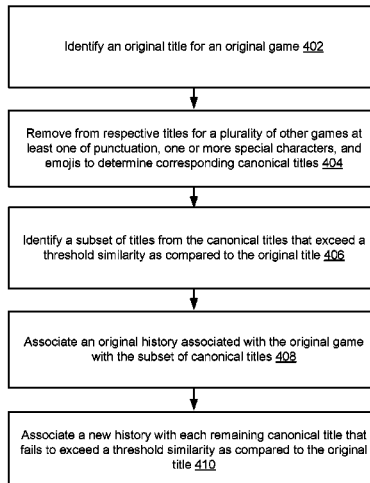 Identify an original title for an original game 402
Remove from respective titles for a plurality of other games at
least one of punctuation, one or more special characters, and
emojis to determine corresponding canonical titles 404
Identify a subset of titles from the canonical titles that exceed a
threshold similarity as compared to the original title 406
Associate an original history associated with the original game
with the subset of canonical titles 408
Associate a new history with each remaining canonical title that
fails to exceed a threshold similarity as compared to the original
title 410